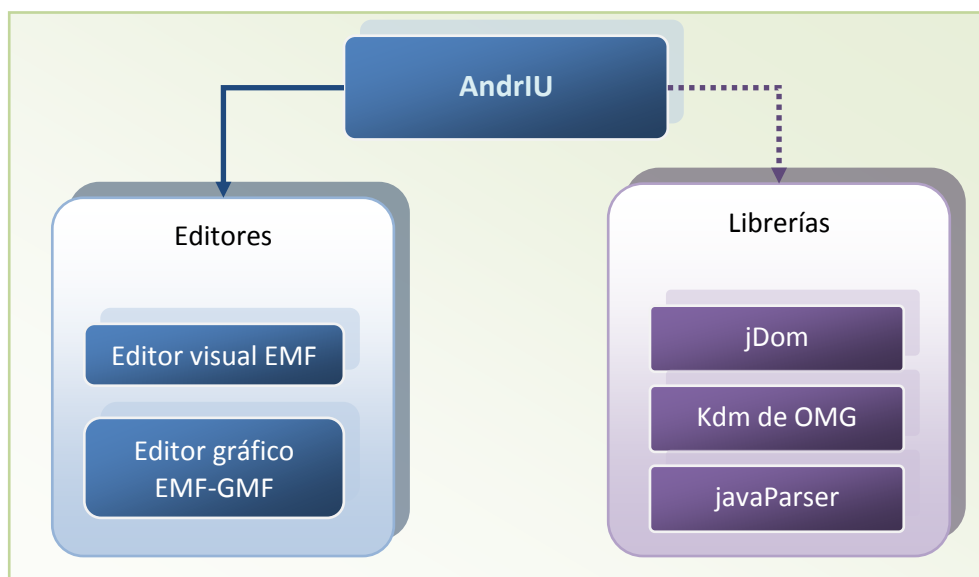 AndrIU
Editores
Editor visual EMF
Editor gráfico
EMF-GMF
Librerías
jDom
Kdm de OMG
javaParser